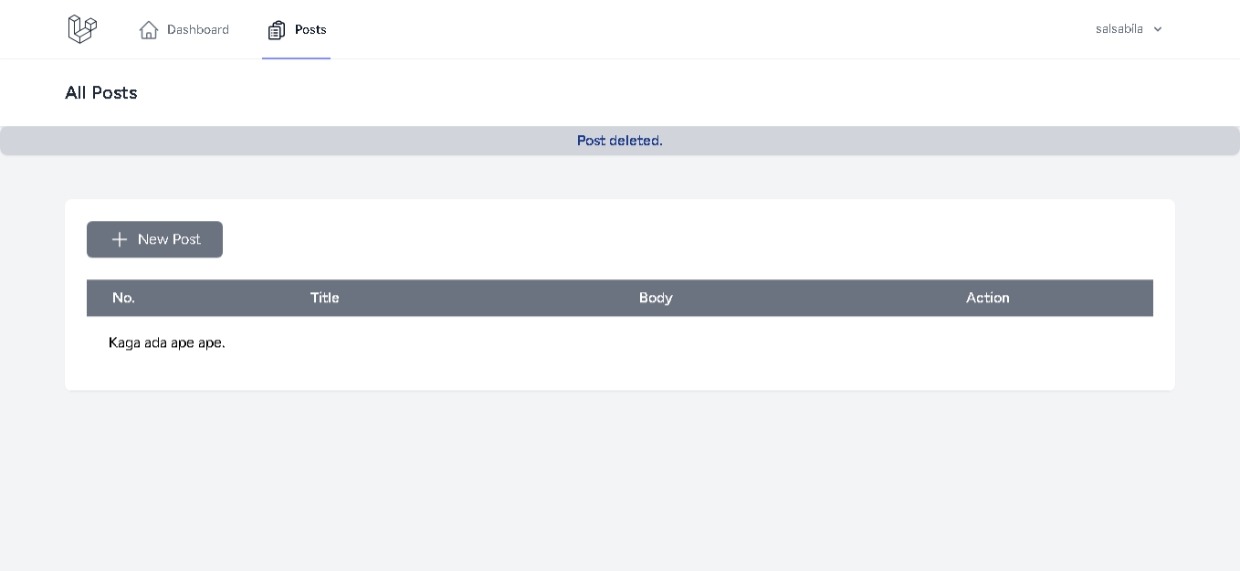 Dashboard Posts salsabila
All Posts
Post deleted.
New Post
No. Title Body Action
Kaga ada ape ape.